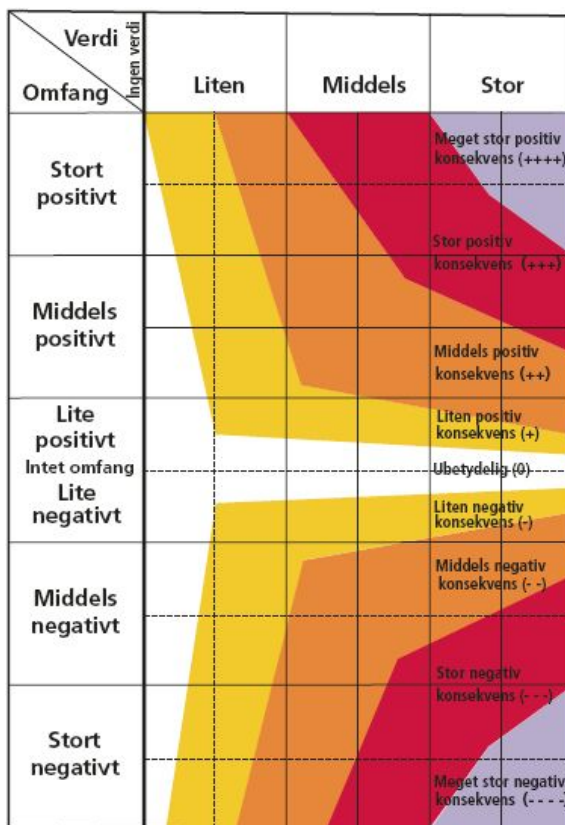 Verdi
Ingen verdi
Omfang
Liten
Middels
Stor
Stort
positivt
Meget stor positiv
konsekvens (++++)
Stor positiv
konsekvens (+++)
Middels
positivt
Middels positiv
konsekvens (++)
Lite
positivt
Liten positiv
konsekvens (+)
Intet omfang
Ubetydelig (0)
Lite
negativt
Liten negativ
konsekvens (-)
Middels
negativt
Middels negativ
konsekvens (- -)
Stor negativ
konsekvens (- - -)
Stort
negativt
Meget stor negativ
konsekvens (- - - -)